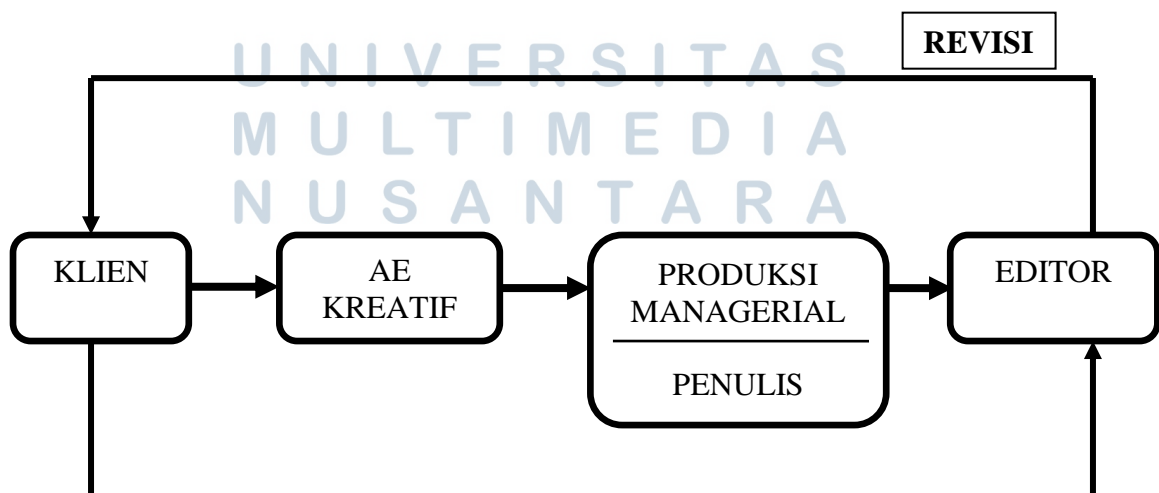 REVISI
UNIVERSITAS
MULTIMEDIA
NUSANTARA
KLIEN
AE
KREATIF
PRODUKSI
MANAGERIAL
PENULIS
EDITOR